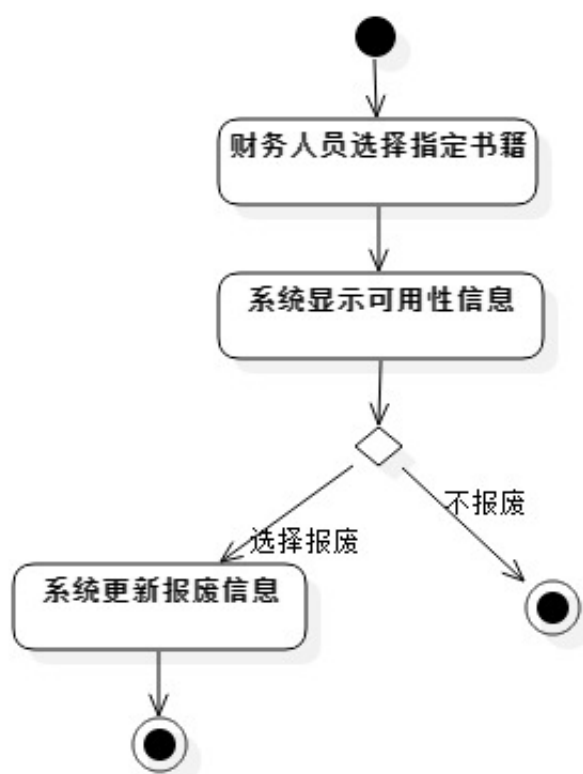 财务人员选择指定书籍
系统显示可用性信息
不报废
选择报废
系统更新报废信息